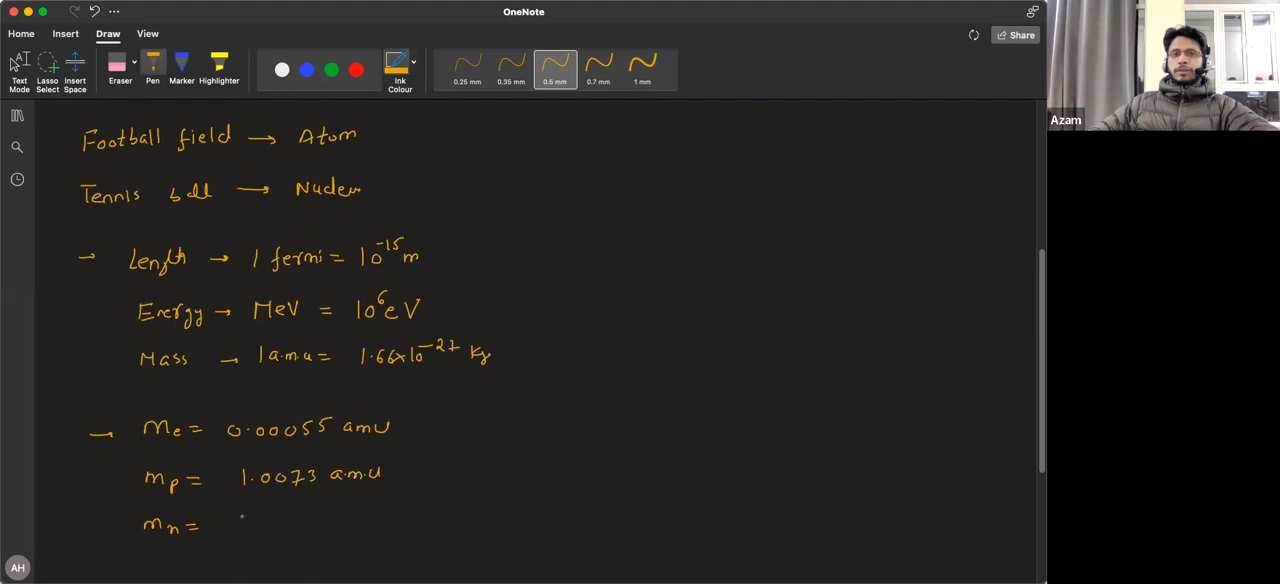 OneNote
Home Insert Draw View
Share
Text Mode
Lasso Select
Insert Space
Eraser
Pen
Marker
Highlighter
Ink Colour
0.25 mm
0.35 mm
0.5 mm
0.7 mm
1 mm
Azam
Football field → Atom
Tennis ball → Nucleus
→ Length → 1 fermi = 10⁻¹⁵ m
Energy → MeV = 10⁶ eV
Mass → 1 a.m.u = 1.66×10⁻²⁷ Kg
→ Me = 0.00055 amu
mp = 1.0073 a.m.u
mn =
AH